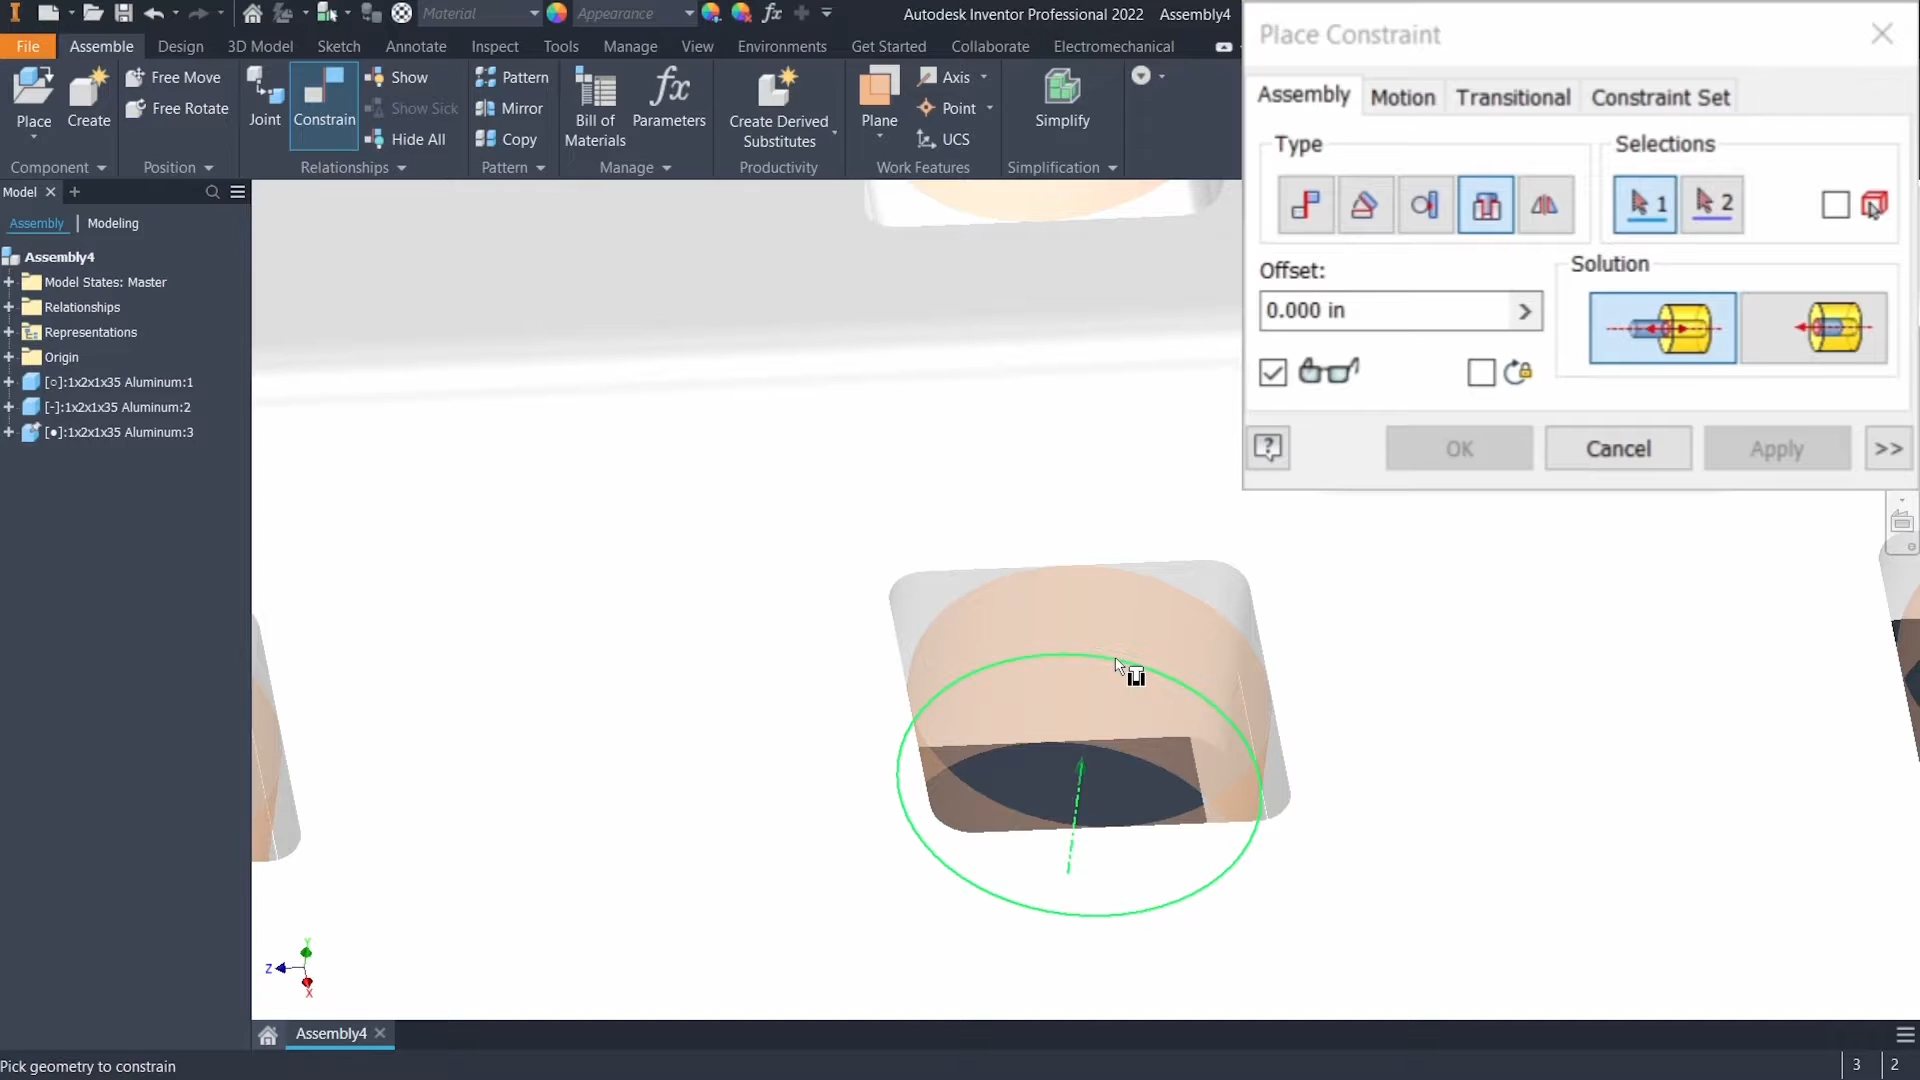 Material
Appearance
fx
Autodesk Inventor Professional 2022 Assembly4
File Assemble Design 3D Model Sketch Annotate Inspect Tools Manage View Environments Get Started Collaborate Electromechanical
Place
Create
Free Move
Free Rotate
Joint
Constrain
Show
Show Sick
Hide All
Pattern
Mirror
Copy
Bill of
Materials
fx
Parameters
Create Derived
Substitutes
Plane
Axis
Point
UCS
Simplify
Component Position Relationships Pattern Manage Productivity Work Features Simplification
Model
Assembly | Modeling
Assembly4
Model States: Master
Relationships
Representations
Origin
[○]:1x2x1x35 Aluminum:1
[-]:1x2x1x35 Aluminum:2
[●]:1x2x1x35 Aluminum:3
Place Constraint
Assembly Motion Transitional Constraint Set
Type
Selections
1
2
Offset:
0.000 in
Solution
OK
Cancel
Apply
>>
Y
Z
X
Assembly4
Pick geometry to constrain
3 2